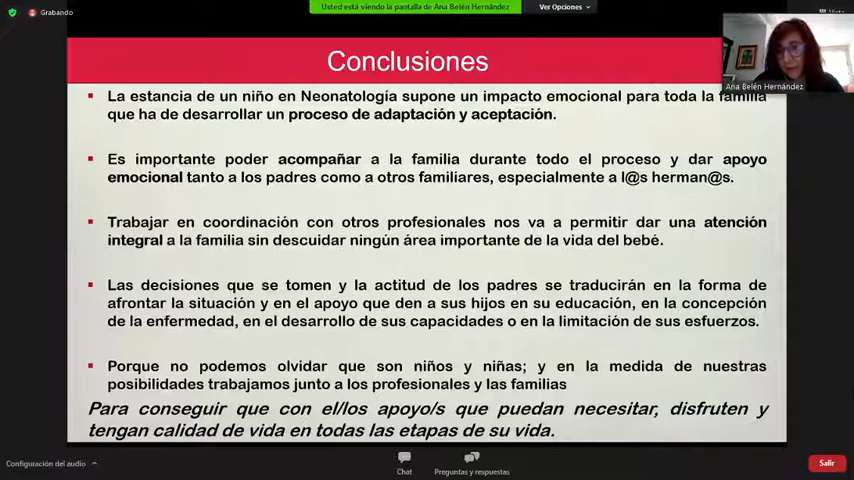 Grabando
Usted está viendo la pantalla de Ana Belén Hernández
Ver Opciones
Vista
Conclusiones
Ana Belén Hernández
La estancia de un niño en Neonatología supone un impacto emocional para toda la familia
que ha de desarrollar un proceso de adaptación y aceptación.
Es importante poder acompañar a la familia durante todo el proceso y dar apoyo
emocional tanto a los padres como a otros familiares, especialmente a l@s herman@s.
Trabajar en coordinación con otros profesionales nos va a permitir dar una atención
integral a la familia sin descuidar ningún área importante de la vida del bebé.
Las decisiones que se tomen y la actitud de los padres se traducirán en la forma de
afrontar la situación y en el apoyo que den a sus hijos en su educación, en la concepción
de la enfermedad, en el desarrollo de sus capacidades o en la limitación de sus esfuerzos.
Porque no podemos olvidar que son niños y niñas; y en la medida de nuestras
posibilidades trabajamos junto a los profesionales y las familias
Para conseguir que con el/los apoyo/s que puedan necesitar, disfruten y
tengan calidad de vida en todas las etapas de su vida.
Configuración del audio
Chat
Preguntas y respuestas
Salir